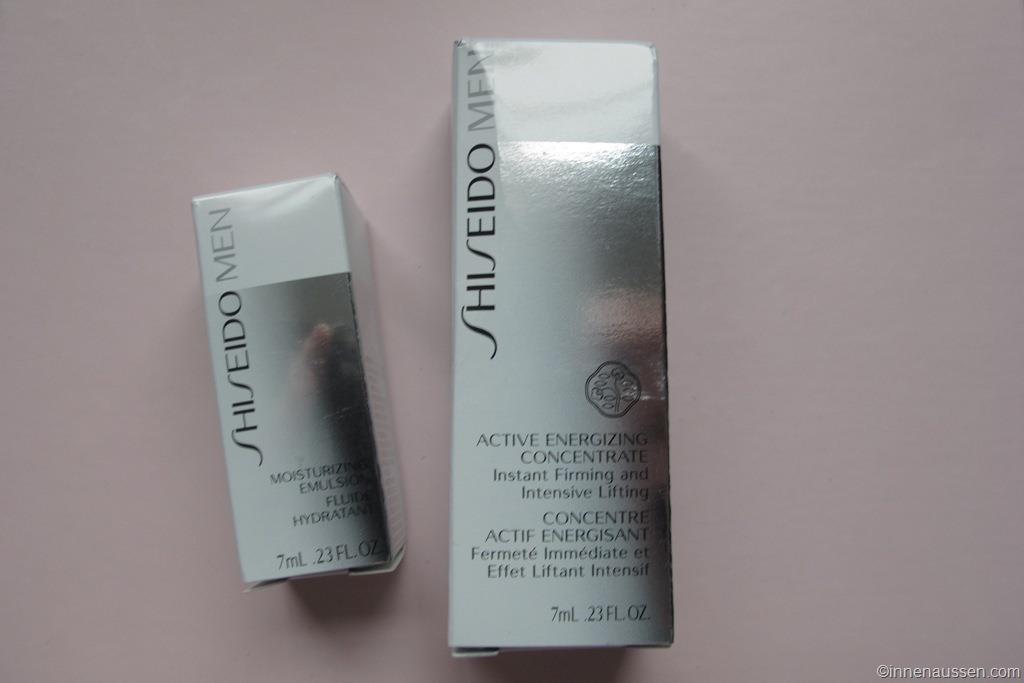 SHISEIDO MEN
MOISTURIZING
EMULSION
FLUIDE
HYDRATANT
7mL .23 FL. OZ.
SHISEIDO MEN
ACTIVE ENERGIZING
CONCENTRATE
Instant Firming and
Intensive Lifting
CONCENTRE
ACTIF ENERGISANT
Fermeté Immédiate et
Effet Liftant Intensif
7mL .23 FL. OZ.
©innenaussen.com